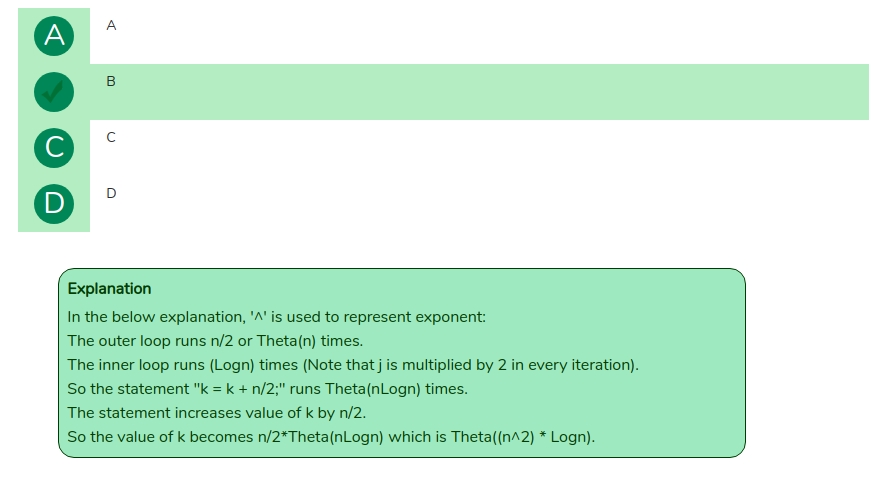 A A
B
C C
D D
Explanation
In the below explanation, '^' is used to represent exponent:
The outer loop runs n/2 or Theta(n) times.
The inner loop runs (Logn) times (Note that j is multiplied by 2 in every iteration).
So the statement "k = k + n/2;" runs Theta(nLogn) times.
The statement increases value of k by n/2.
So the value of k becomes n/2*Theta(nLogn) which is Theta((n^2) * Logn).